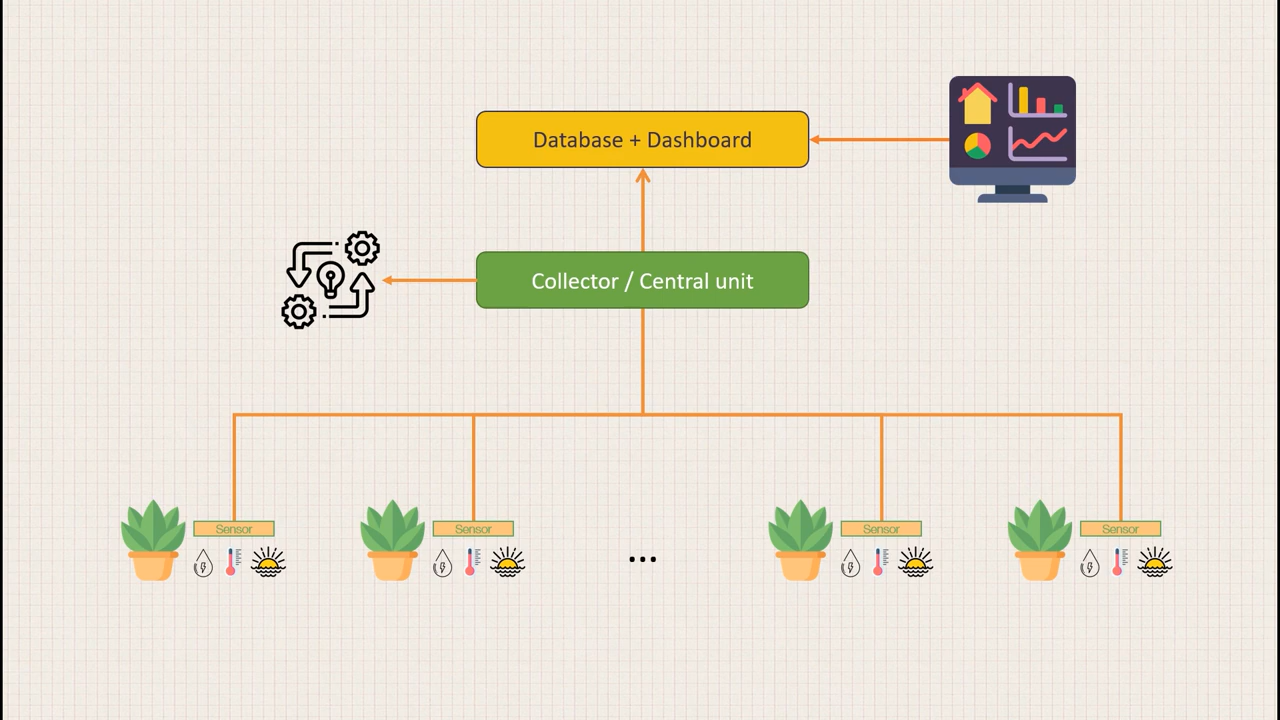 Database + Dashboard
Collector / Central unit
Sensor
Sensor
...
Sensor
Sensor